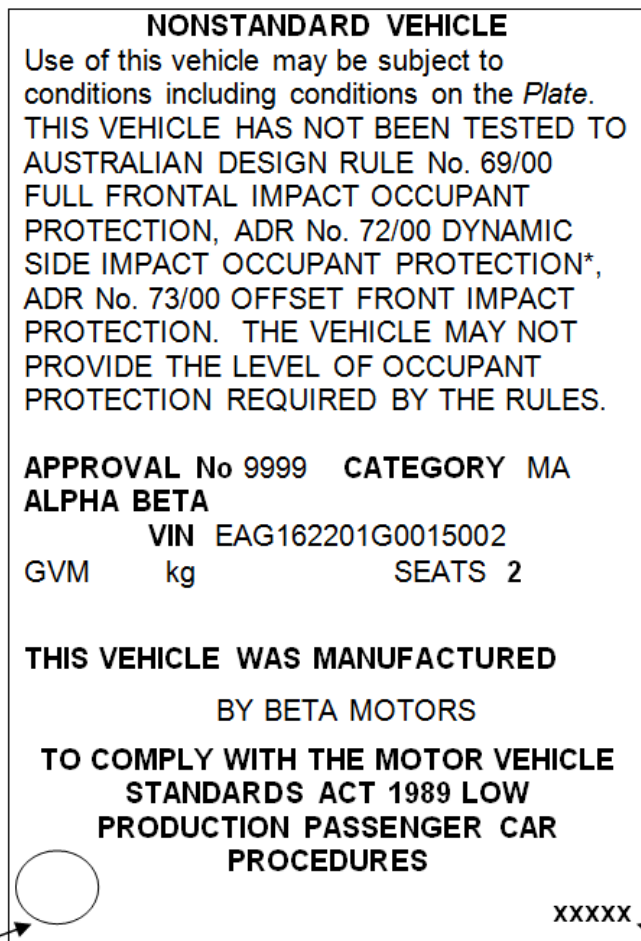 NONSTANDARD VEHICLE
Use of this vehicle may be subject to
conditions including conditions on the Plate.
THIS VEHICLE HAS NOT BEEN TESTED TO
AUSTRALIAN DESIGN RULE No. 69/00
FULL FRONTAL IMPACT OCCUPANT
PROTECTION, ADR No. 72/00 DYNAMIC
SIDE IMPACT OCCUPANT PROTECTION*,
ADR No. 73/00 OFFSET FRONT IMPACT
PROTECTION. THE VEHICLE MAY NOT
PROVIDE THE LEVEL OF OCCUPANT
PROTECTION REQUIRED BY THE RULES.
APPROVAL No 9999 CATEGORY MA
ALPHA BETA
VIN EAG162201G0015002
GVM kg SEATS 2
THIS VEHICLE WAS MANUFACTURED
BY BETA MOTORS
TO COMPLY WITH THE MOTOR VEHICLE
STANDARDS ACT 1989 LOW
PRODUCTION PASSENGER CAR
PROCEDURES
XXXXX